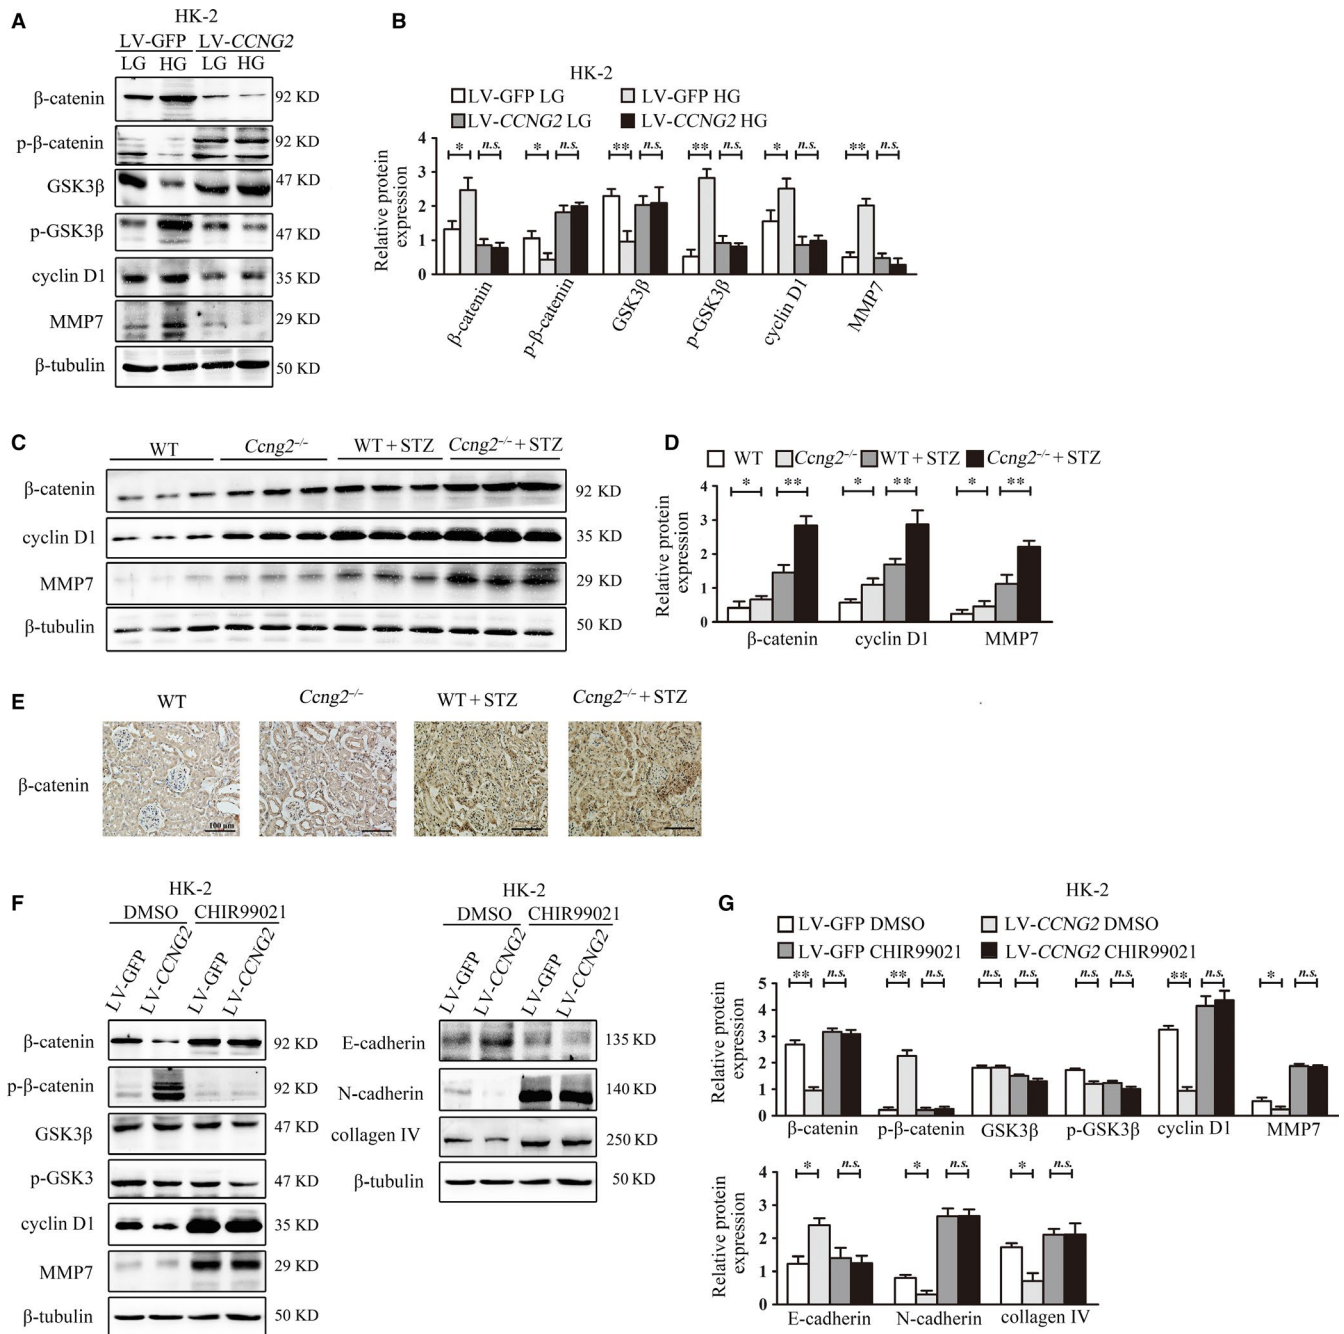 A
HK-2
LV-GFP LV-CCNG2
LG HG LG HG
β-catenin 92 KD
p-β-catenin 92 KD
GSK3β 47 KD
p-GSK3β 47 KD
cyclin D1 35 KD
MMP7 29 KD
β-tubulin 50 KD
B
HK-2
LV-GFP LG LV-GFP HG
LV-CCNG2 LG LV-CCNG2 HG
* n.s. * n.s. ** n.s. ** n.s. * n.s. ** n.s.
Relative protein
expression
4
3
2
1
0
β-catenin p-β-catenin GSK3β p-GSK3β cyclin D1 MMP7
C
WT Ccng2-/- WT + STZ Ccng2-/- + STZ
β-catenin 92 KD
cyclin D1 35 KD
MMP7 29 KD
β-tubulin 50 KD
D
WT Ccng2-/- WT + STZ Ccng2-/- + STZ
* ** * ** * **
Relative protein
expression
4
3
2
1
0
β-catenin cyclin D1 MMP7
E
WT Ccng2-/- WT + STZ Ccng2-/- + STZ
β-catenin
100 μm
F
HK-2
DMSO CHIR99021
LV-GFP LV-CCNG2 LV-GFP LV-CCNG2
β-catenin 92 KD
p-β-catenin 92 KD
GSK3β 47 KD
p-GSK3 47 KD
cyclin D1 35 KD
MMP7 29 KD
β-tubulin 50 KD
HK-2
DMSO CHIR99021
LV-GFP LV-CCNG2 LV-GFP LV-CCNG2
E-cadherin 135 KD
N-cadherin 140 KD
collagen IV 250 KD
β-tubulin 50 KD
G
HK-2
LV-GFP DMSO LV-CCNG2 DMSO
LV-GFP CHIR99021 LV-CCNG2 CHIR99021
** n.s. ** n.s. n.s. n.s. n.s. n.s. ** n.s. * n.s.
Relative protein
expression
5
4
3
2
1
0
β-catenin p-β-catenin GSK3β p-GSK3β cyclin D1 MMP7
* n.s. * n.s. * n.s.
Relative protein
expression
4
3
2
1
0
E-cadherin N-cadherin collagen IV